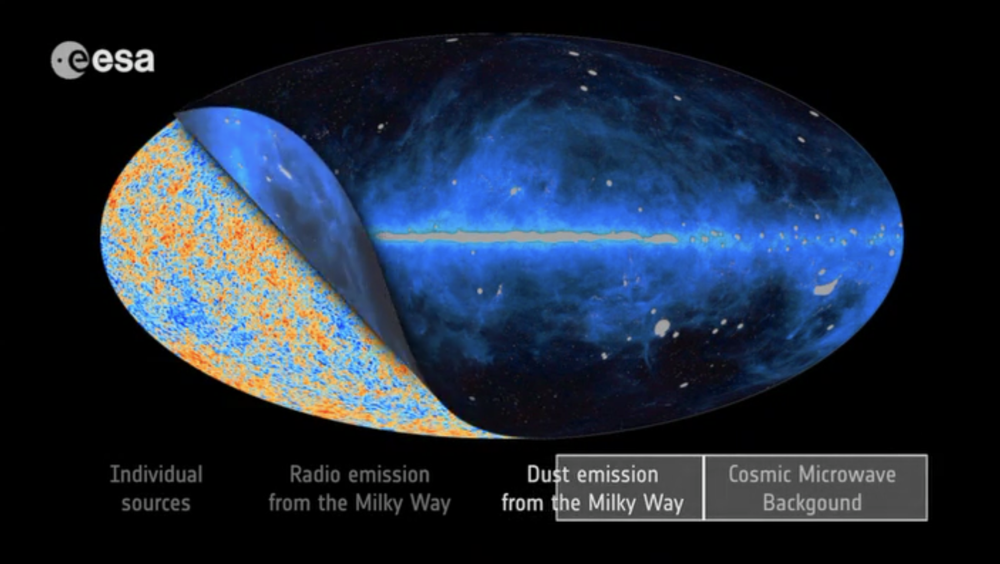 esa
Individual
sources
Radio emission
from the Milky Way
Dust emission
from the Milky Way
Cosmic Microwave
Backgound